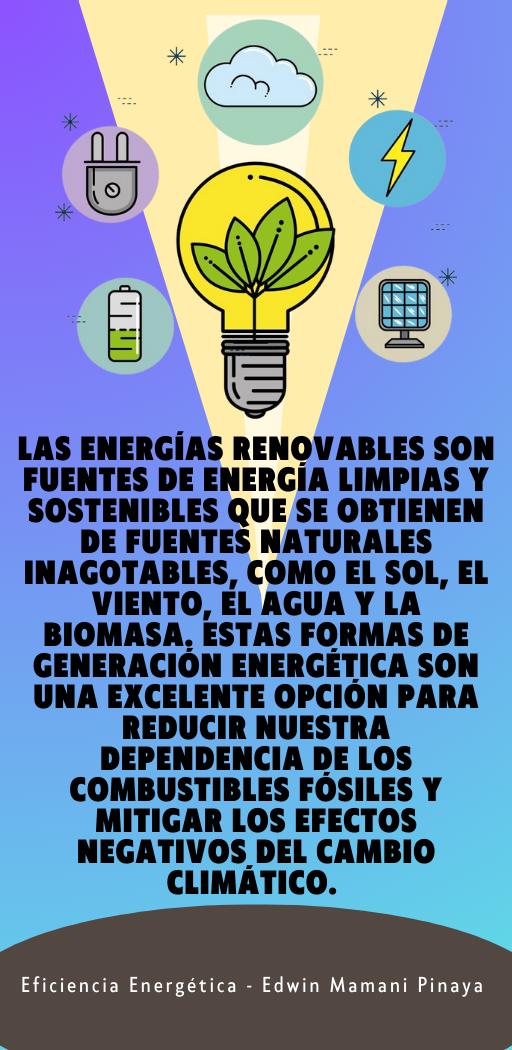 LAS ENERGÍAS RENOVABLES SON
FUENTES DE ENERGÍA LIMPIAS Y
SOSTENIBLES QUE SE OBTIENEN
DE FUENTES NATURALES
INAGOTABLES, COMO EL SOL, EL
VIENTO, EL AGUA Y LA
BIOMASA. ESTAS FORMAS DE
GENERACIÓN ENERGÉTICA SON
UNA EXCELENTE OPCIÓN PARA
REDUCIR NUESTRA
DEPENDENCIA DE LOS
COMBUSTIBLES FÓSILES Y
MITIGAR LOS EFECTOS
NEGATIVOS DEL CAMBIO
CLIMÁTICO.
Eficiencia Energética - Edwin Mamani Pinaya